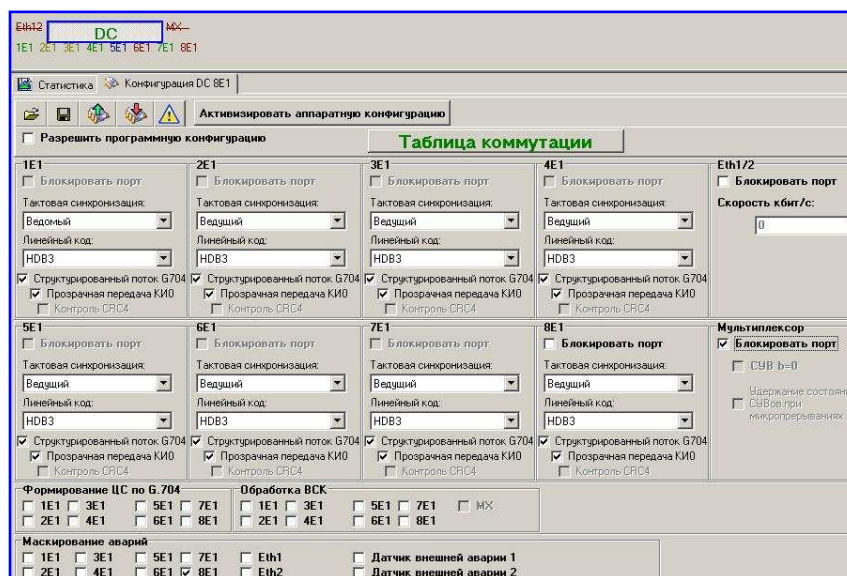 Eth12 DC MX
1E1 2E1 3E1 4E1 5E1 6E1 7E1 8E1
Статистика Конфигурация DC 8E1
Активизировать аппаратную конфигурацию
Разрешить программную конфигурацию Таблица коммутации
1E1 2E1 3E1 4E1 Eth1/2
Блокировать порт Блокировать порт Блокировать порт Блокировать порт Блокировать порт
Тактовая синхронизация: Тактовая синхронизация: Тактовая синхронизация: Тактовая синхронизация: Скорость кбит/с:
Ведомый Ведущий Ведущий Ведущий 0
Линейный код: Линейный код: Линейный код: Линейный код:
HDB3 HDB3 HDB3 HDB3
Структурированный поток G704 Структурированный поток G704 Структурированный поток G704 Структурированный поток G704
Прозрачная передача КИ0 Прозрачная передача КИ0 Прозрачная передача КИ0 Прозрачная передача КИ0
Контроль CRC4 Контроль CRC4 Контроль CRC4 Контроль CRC4
5E1 6E1 7E1 8E1 Мультиплексор
Блокировать порт Блокировать порт Блокировать порт Блокировать порт Блокировать порт
Тактовая синхронизация: Тактовая синхронизация: Тактовая синхронизация: Тактовая синхронизация: СУВ b=0
Ведущий Ведущий Ведущий Ведущий
Линейный код: Линейный код: Линейный код: Линейный код: Удержание состояни
HDB3 HDB3 HDB3 HDB3 СУВов при
микропрерываниях
Структурированный поток G704 Структурированный поток G704 Структурированный поток G704 Структурированный поток G704
Прозрачная передача КИ0 Прозрачная передача КИ0 Прозрачная передача КИ0 Прозрачная передача КИ0
Контроль CRC4 Контроль CRC4 Контроль CRC4 Контроль CRC4
Формирование ЦС по G.704 Обработка ВСК
1E1 3E1 5E1 7E1 1E1 3E1 5E1 7E1 MX
2E1 4E1 6E1 8E1 2E1 4E1 6E1 8E1
Маскирование аварий
1E1 3E1 5E1 7E1 Eth1 Датчик внешней аварии 1
2E1 4E1 6E1 8E1 Eth2 Датчик внешней аварии 2